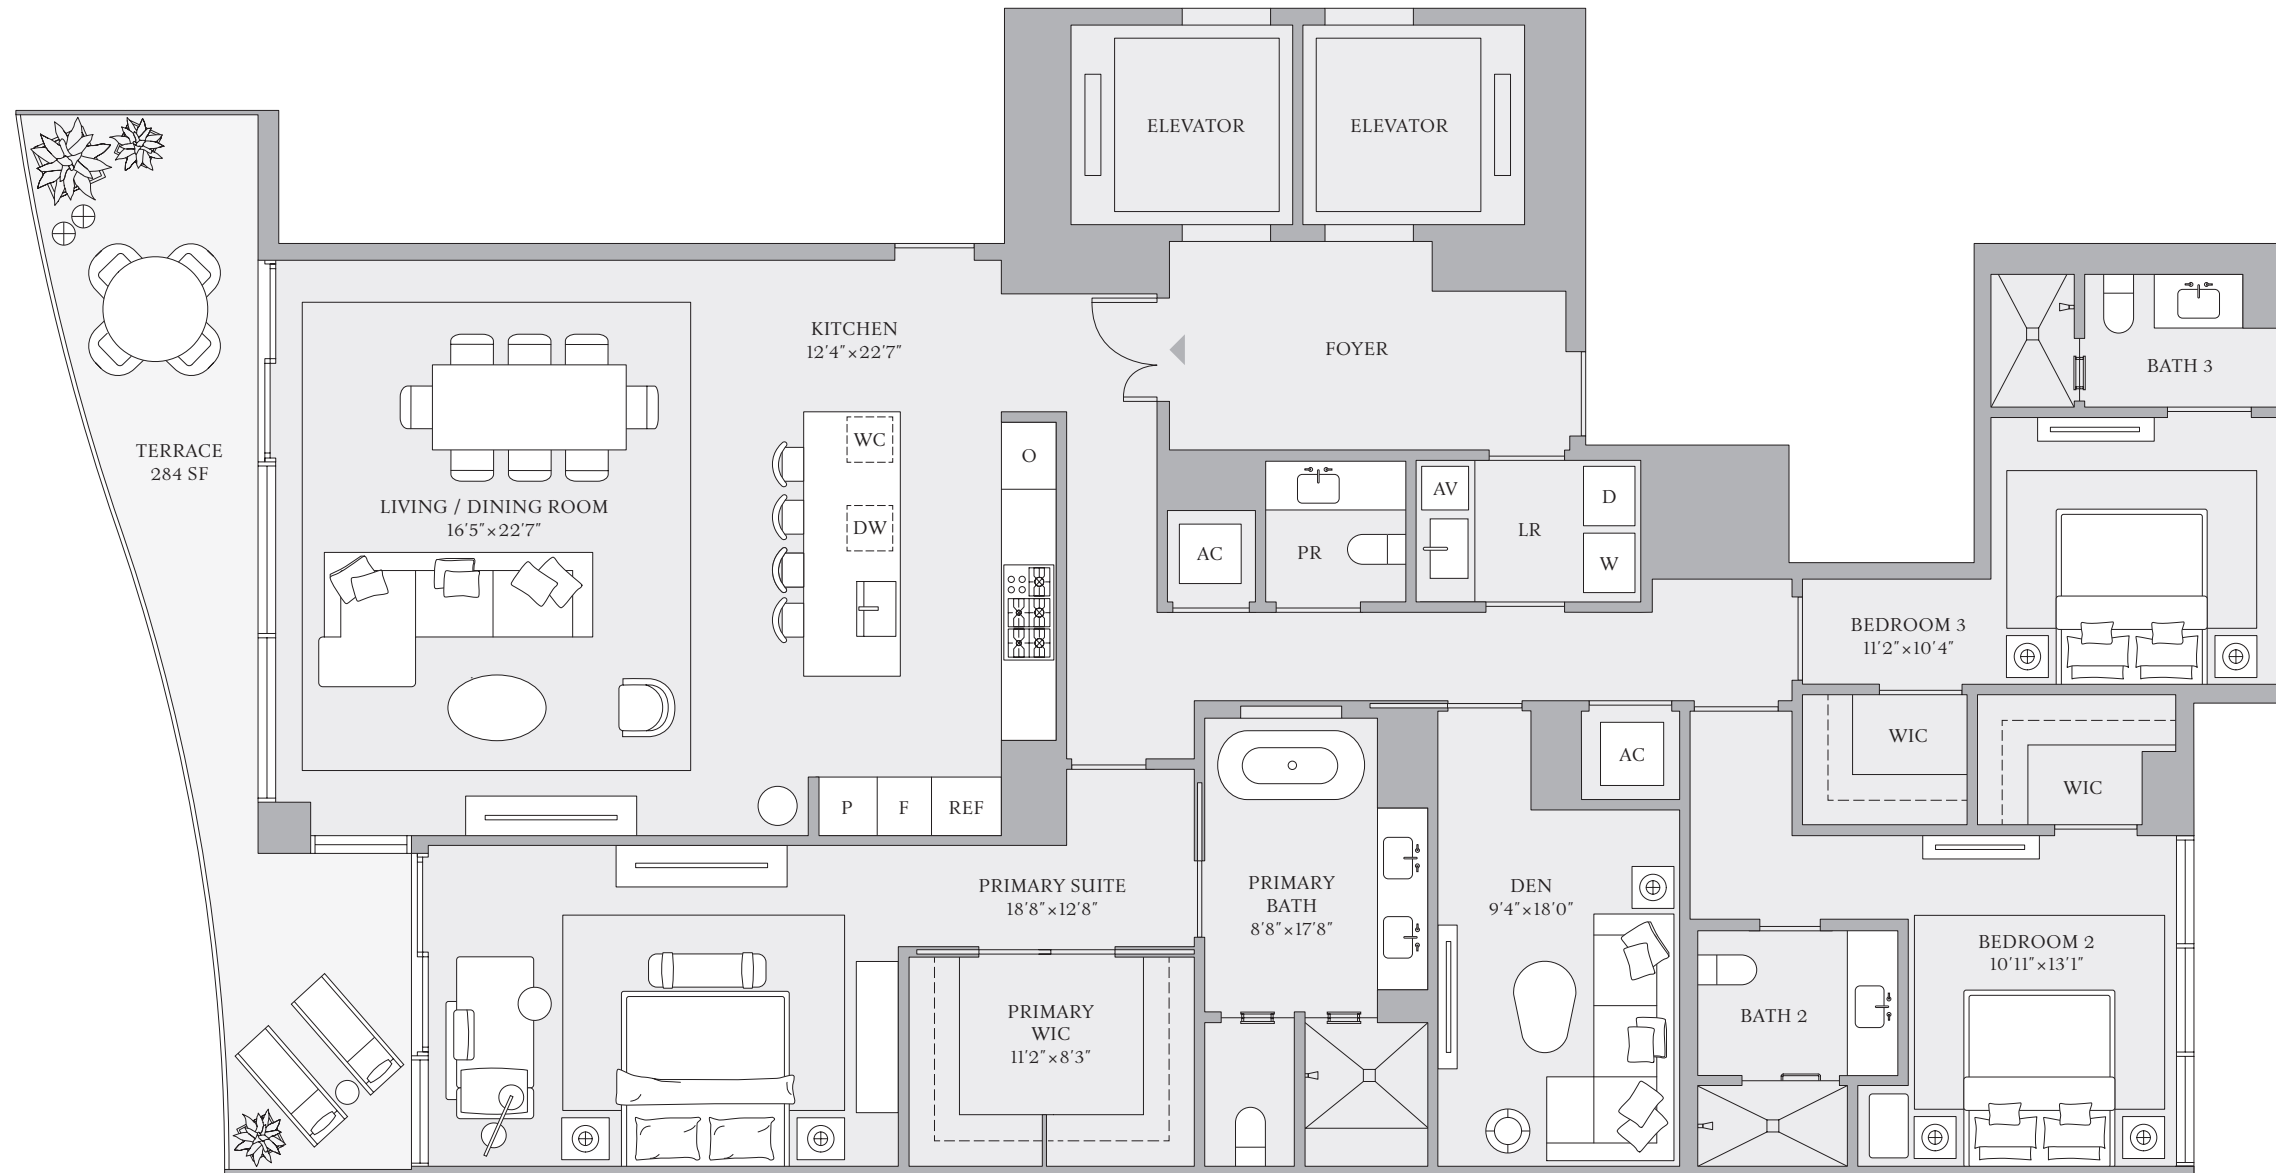 ELEVATOR
ELEVATOR
KITCHEN
12'4"×22'7"
FOYER
BATH 3
TERRACE
284 SF
WC
O
LIVING / DINING ROOM
16'5"×22'7"
DW
AC
PR
AV
LR
D
W
BEDROOM 3
11'2"×10'4"
WIC
WIC
AC
P
F
REF
PRIMARY SUITE
18'8"×12'8"
PRIMARY
BATH
8'8"×17'8"
DEN
9'4"×18'0"
BEDROOM 2
10'11"×13'1"
PRIMARY
WIC
11'2"×8'3"
BATH 2